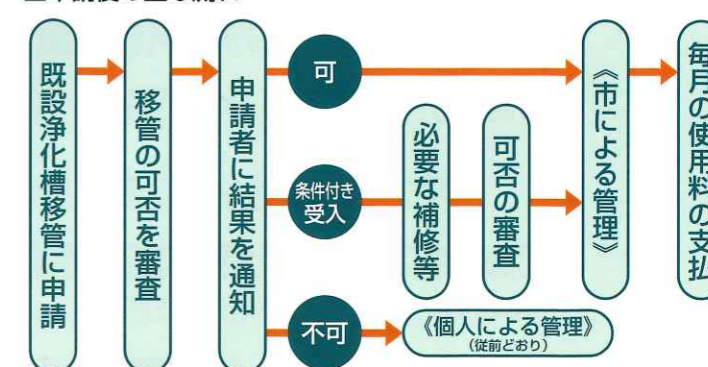 既設浄化槽移管に申請
移管の可否を審査
申請者に結果を通知
可
条件付き
受入
不可
必要な補修等
可否の審査
《個人による管理》
(従前どおり)
《市による管理》
毎月の使用料の支払